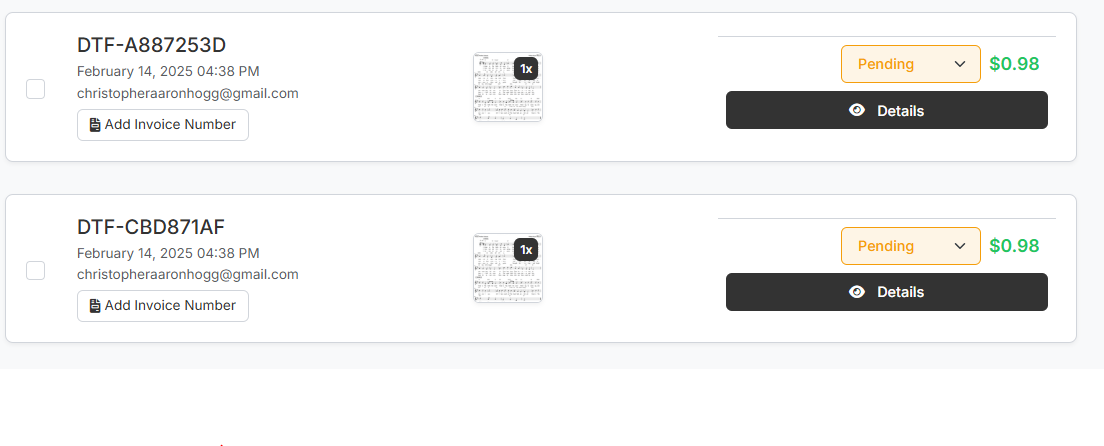 DTF-A887253D
February 14, 2025 04:38 PM
christopheraaronhogg@gmail.com
Add Invoice Number
1x
Pending
$0.98
Details
DTF-CBD871AF
February 14, 2025 04:38 PM
christopheraaronhogg@gmail.com
Add Invoice Number
1x
Pending
$0.98
Details